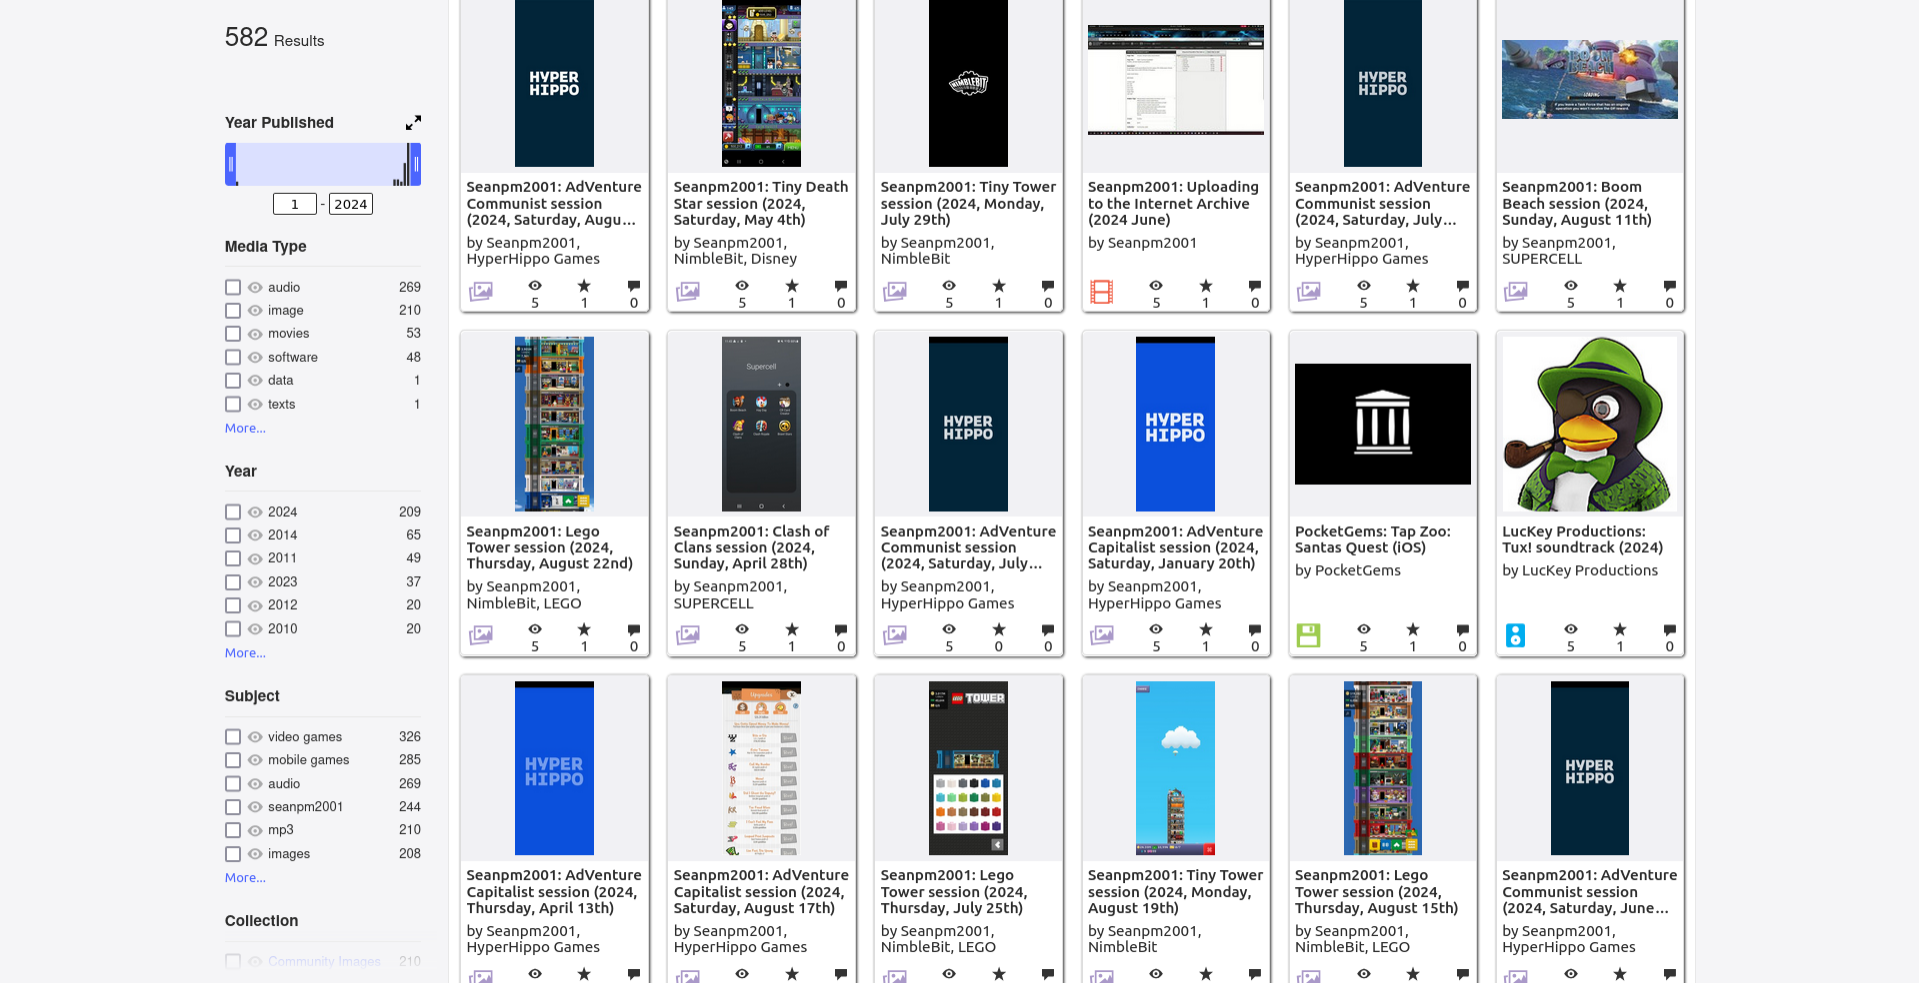 582 Results
Year Published
1 - 2024
Media Type
audio 269
image 210
movies 53
software 48
data 1
texts 1
More...
Year
2024 209
2014 65
2011 49
2023 37
2012 20
2010 20
More...
Subject
video games 326
mobile games 285
audio 269
seanpm2001 244
mp3 210
images 208
More...
Collection
Community Images 210
HYPER
HIPPO
Seanpm2001: AdVenture
Communist session
(2024, Saturday, Augu...
by Seanpm2001,
HyperHippo Games
5 1 0
Seanpm2001: Tiny Death
Star session (2024,
Saturday, May 4th)
by Seanpm2001,
NimbleBit, Disney
5 1 0
NIMBLEBIT
Seanpm2001: Tiny Tower
session (2024, Monday,
July 29th)
by Seanpm2001,
NimbleBit
5 1 0
Seanpm2001: Uploading
to the Internet Archive
(2024 June)
by Seanpm2001
5 1 0
HYPER
HIPPO
Seanpm2001: AdVenture
Communist session
(2024, Saturday, July...
by Seanpm2001,
HyperHippo Games
5 1 0
BOOM
BEACH
LOADING
Seanpm2001: Boom
Beach session (2024,
Sunday, August 11th)
by Seanpm2001,
SUPERCELL
5 1 0
Seanpm2001: Lego
Tower session (2024,
Thursday, August 22nd)
by Seanpm2001,
NimbleBit, LEGO
5 1 0
Supercell
Seanpm2001: Clash of
Clans session (2024,
Sunday, April 28th)
by Seanpm2001,
SUPERCELL
5 1 0
HYPER
HIPPO
Seanpm2001: AdVenture
Communist session
(2024, Saturday, July...
by Seanpm2001,
HyperHippo Games
5 0 0
HYPER
HIPPO
Seanpm2001: AdVenture
Capitalist session (2024,
Saturday, January 20th)
by Seanpm2001,
HyperHippo Games
5 1 0
PocketGems: Tap Zoo:
Santas Quest (iOS)
by PocketGems
5 1 0
LucKey Productions:
Tux! soundtrack (2024)
by LucKey Productions
5 1 0
HYPER
HIPPO
Seanpm2001: AdVenture
Capitalist session (2024,
Thursday, April 13th)
by Seanpm2001,
HyperHippo Games
Upgrades
Seanpm2001: AdVenture
Capitalist session (2024,
Saturday, August 17th)
by Seanpm2001,
HyperHippo Games
LEGO TOWER
Seanpm2001: Lego
Tower session (2024,
Thursday, July 25th)
by Seanpm2001,
NimbleBit, LEGO
Seanpm2001: Tiny Tower
session (2024, Monday,
August 19th)
by Seanpm2001,
NimbleBit
Seanpm2001: Lego
Tower session (2024,
Thursday, August 15th)
by Seanpm2001,
NimbleBit, LEGO
HYPER
HIPPO
Seanpm2001: AdVenture
Communist session
(2024, Saturday, June...
by Seanpm2001,
HyperHippo Games